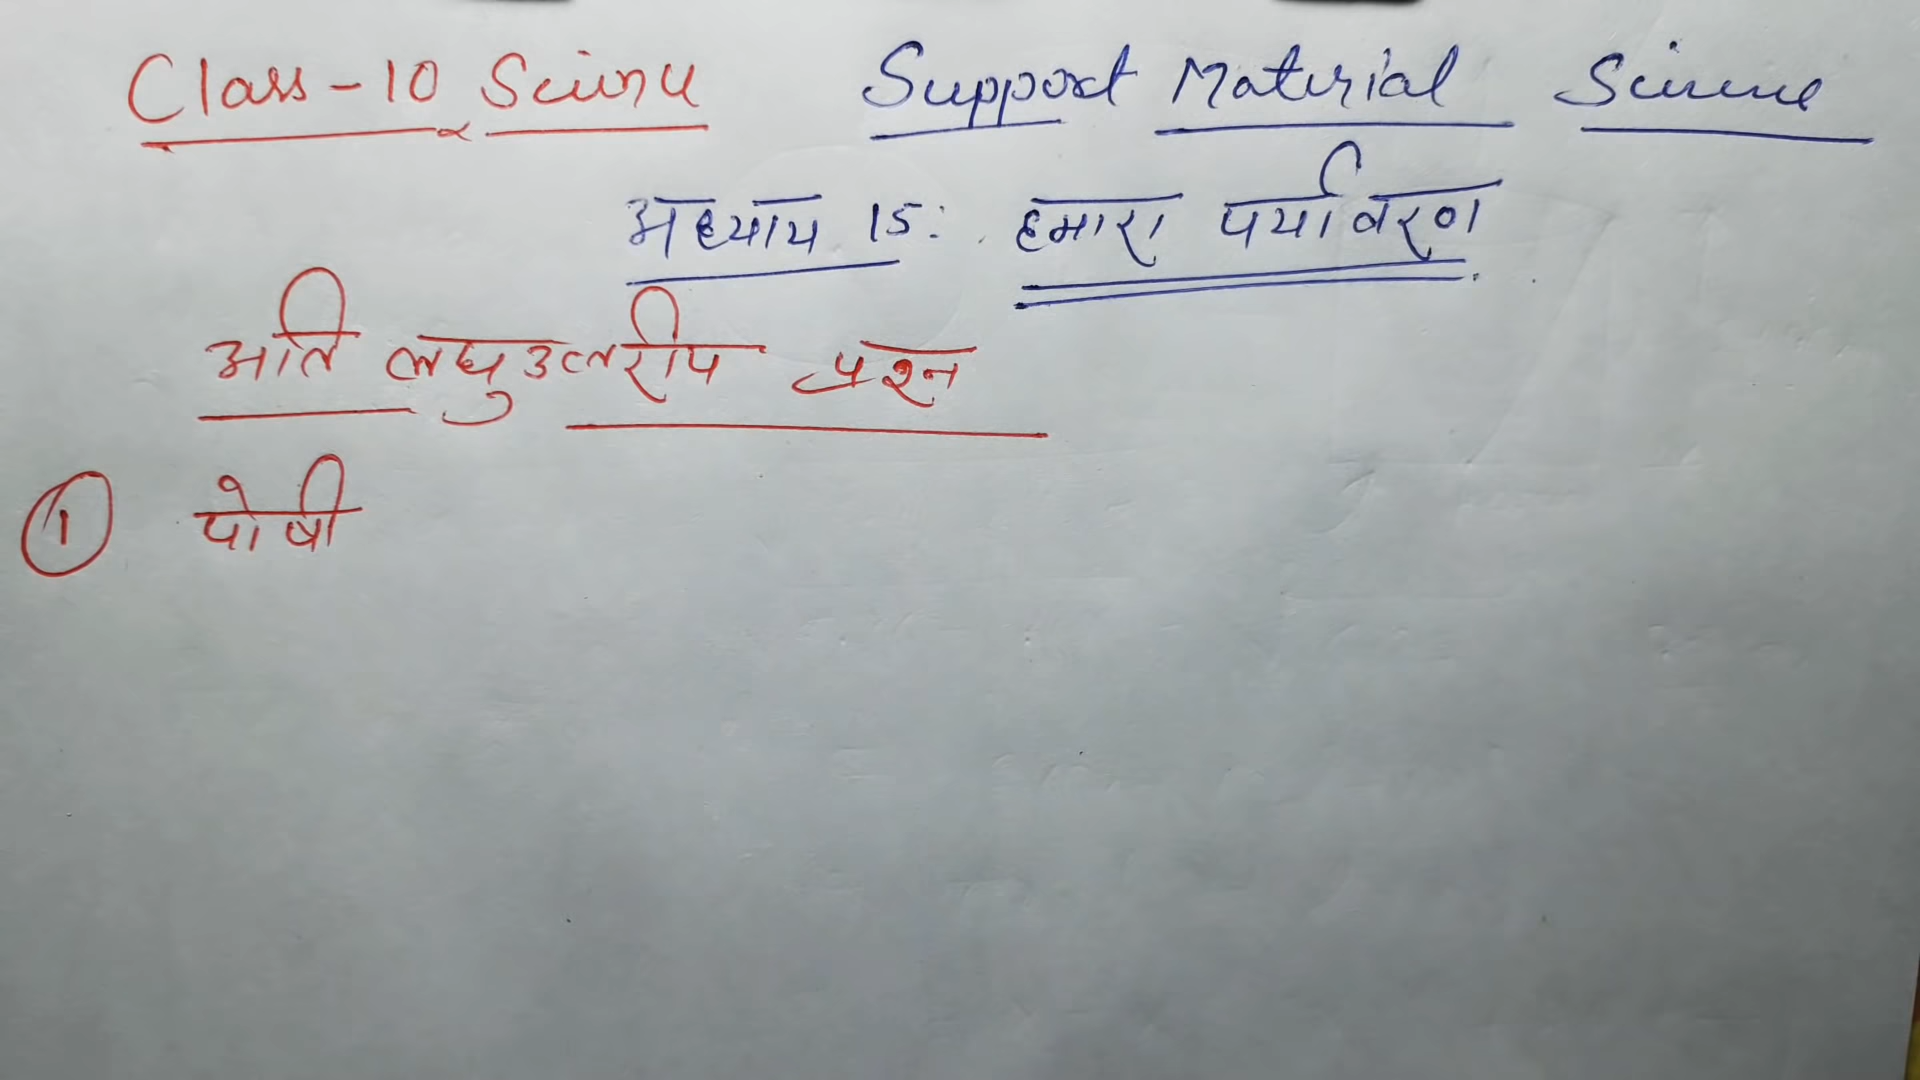 Class-10 Science Support Material Science
अध्याय 15: हमारा पर्यावरण
अति लघुउत्तरीय प्रश्न
1 पोषी